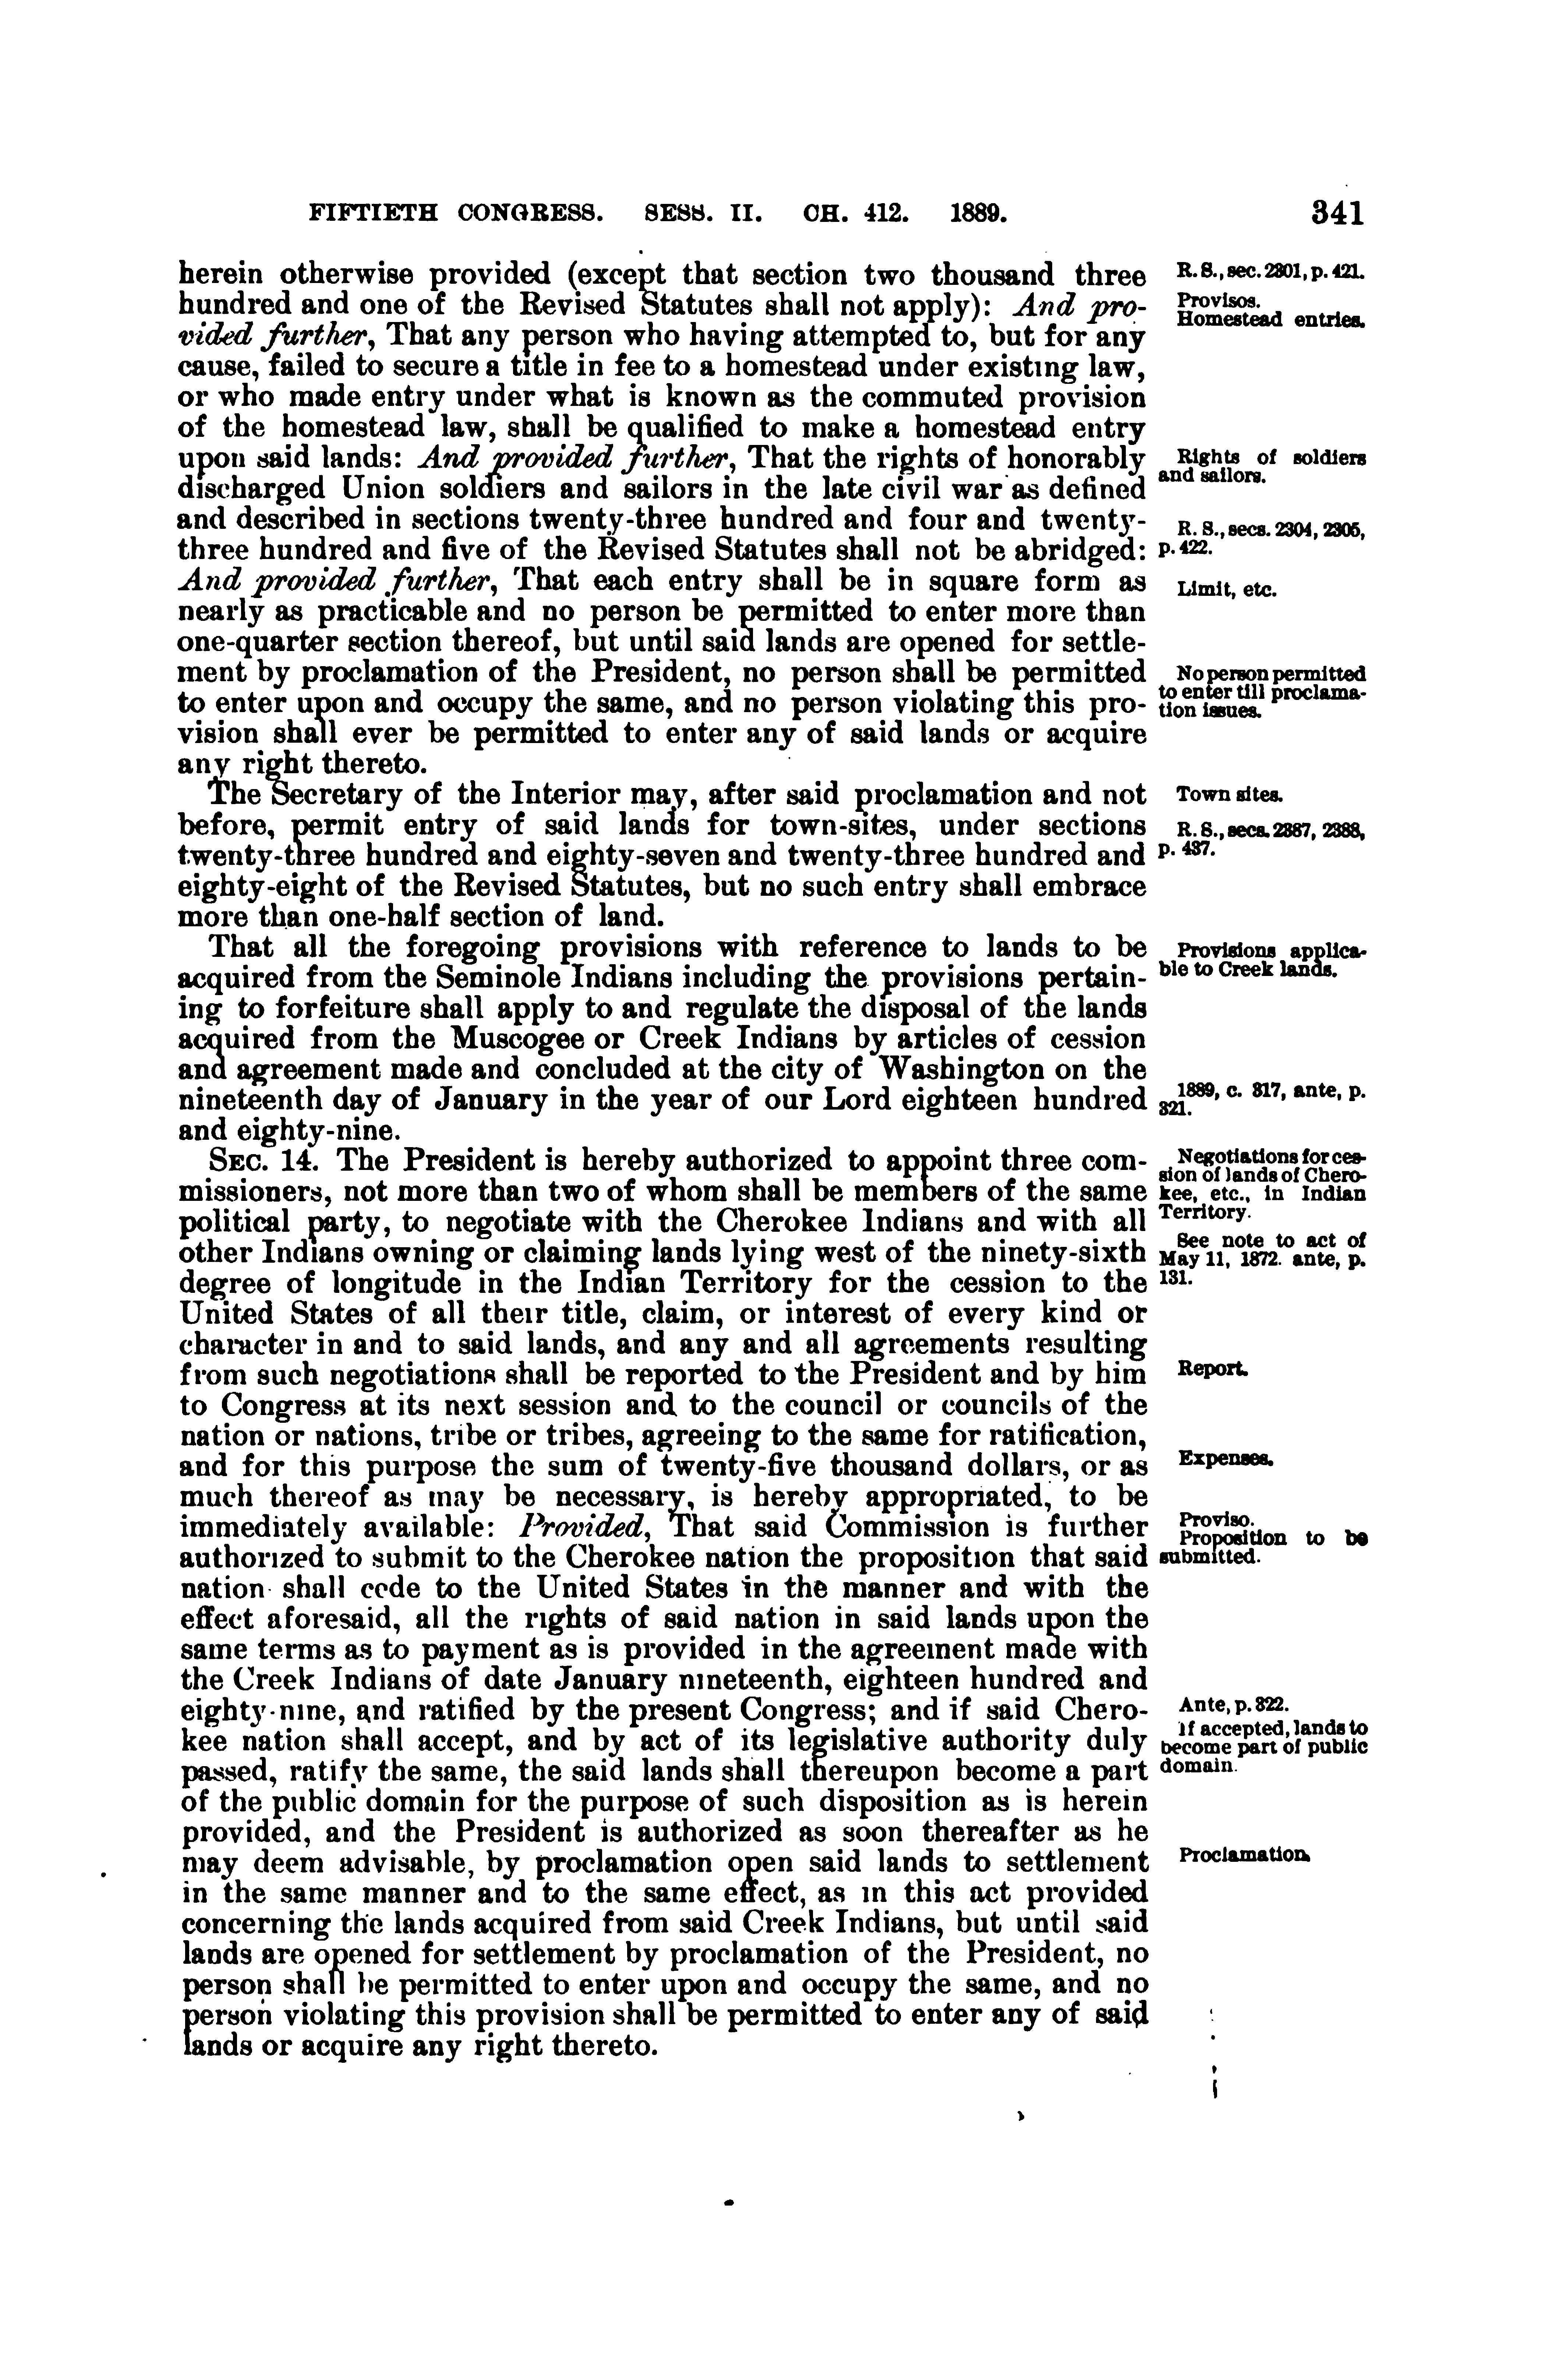 FIFTIETH CONGRESS. SESS. II. CH. 412. 1889. 341
herein otherwise provided (except that section two thousand three
hundred and one of the Revised Statutes shall not apply): And pro-
vided further, That any person who having attempted to, but for any
cause, failed to secure a title in fee to a homestead under existing law,
or who made entry under what is known as the commuted provision
of the homestead law, shall be qualified to make a homestead entry
upon said lands: And provided further, That the rights of honorably
discharged Union soldiers and sailors in the late civil war as defined
and described in sections twenty-three hundred and four and twenty-
three hundred and five of the Revised Statutes shall not be abridged:
And provided further, That each entry shall be in square form as
nearly as practicable and no person be permitted to enter more than
one-quarter section thereof, but until said lands are opened for settle-
ment by proclamation of the President, no person shall be permitted
to enter upon and occupy the same, and no person violating this pro-
vision shall ever be permitted to enter any of said lands or acquire
any right thereto.
The Secretary of the Interior may, after said proclamation and not
before, permit entry of said lands for town-sites, under sections
twenty-three hundred and eighty-seven and twenty-three hundred and
eighty-eight of the Revised Statutes, but no such entry shall embrace
more than one-half section of land.
That all the foregoing provisions with reference to lands to be
acquired from the Seminole Indians including the provisions pertain-
ing to forfeiture shall apply to and regulate the disposal of the lands
acquired from the Muscogee or Creek Indians by articles of cession
and agreement made and concluded at the city of Washington on the
nineteenth day of January in the year of our Lord eighteen hundred
and eighty-nine.
SEC. 14. The President is hereby authorized to appoint three com-
missioners, not more than two of whom shall be members of the same
political party, to negotiate with the Cherokee Indians and with all
other Indians owning or claiming lands lying west of the ninety-sixth
degree of longitude in the Indian Territory for the cession to the
United States of all their title, claim, or interest of every kind or
character in and to said lands, and any and all agreements resulting
from such negotiations shall be reported to the President and by him
to Congress at its next session and to the council or councils of the
nation or nations, tribe or tribes, agreeing to the same for ratification,
and for this purpose the sum of twenty-five thousand dollars, or as
much thereof as may be necessary, is hereby appropriated, to be
immediately available: Provided, That said Commission is further
authorized to submit to the Cherokee nation the proposition that said
nation shall cede to the United States in the manner and with the
effect aforesaid, all the rights of said nation in said lands upon the
same terms as to payment as is provided in the agreement made with
the Creek Indians of date January nineteenth, eighteen hundred and
eighty-nine, and ratified by the present Congress; and if said Chero-
kee nation shall accept, and by act of its legislative authority duly
passed, ratify the same, the said lands shall thereupon become a part
of the public domain for the purpose of such disposition as is herein
provided, and the President is authorized as soon thereafter as he
may deem advisable, by proclamation open said lands to settlement
in the same manner and to the same effect, as in this act provided
concerning the lands acquired from said Creek Indians, but until said
lands are opened for settlement by proclamation of the President, no
person shall be permitted to enter upon and occupy the same, and no
person violating this provision shall be permitted to enter any of said
lands or acquire any right thereto.
R. S., sec. 2301, p. 421.
Provisos.
Homestead entries.
Rights of soldiers
and sailors.
R. S., secs. 2304, 2305,
p. 422.
Limit, etc.
No person permitted
to enter till proclama-
tion issues.
Town sites.
R. S., secs. 2387, 2388,
p. 437.
Provisions applica-
ble to Creek lands.
1889, c. 317, ante, p.
321.
Negotiations for ces-
sion of lands of Chero-
kee, etc., in Indian
Territory.
See note to act of
May 11, 1872. ante, p.
131.
Report.
Expenses.
Proviso.
Proposition to be
submitted.
Ante, p. 322.
If accepted, lands to
become part of public
domain.
Proclamation.